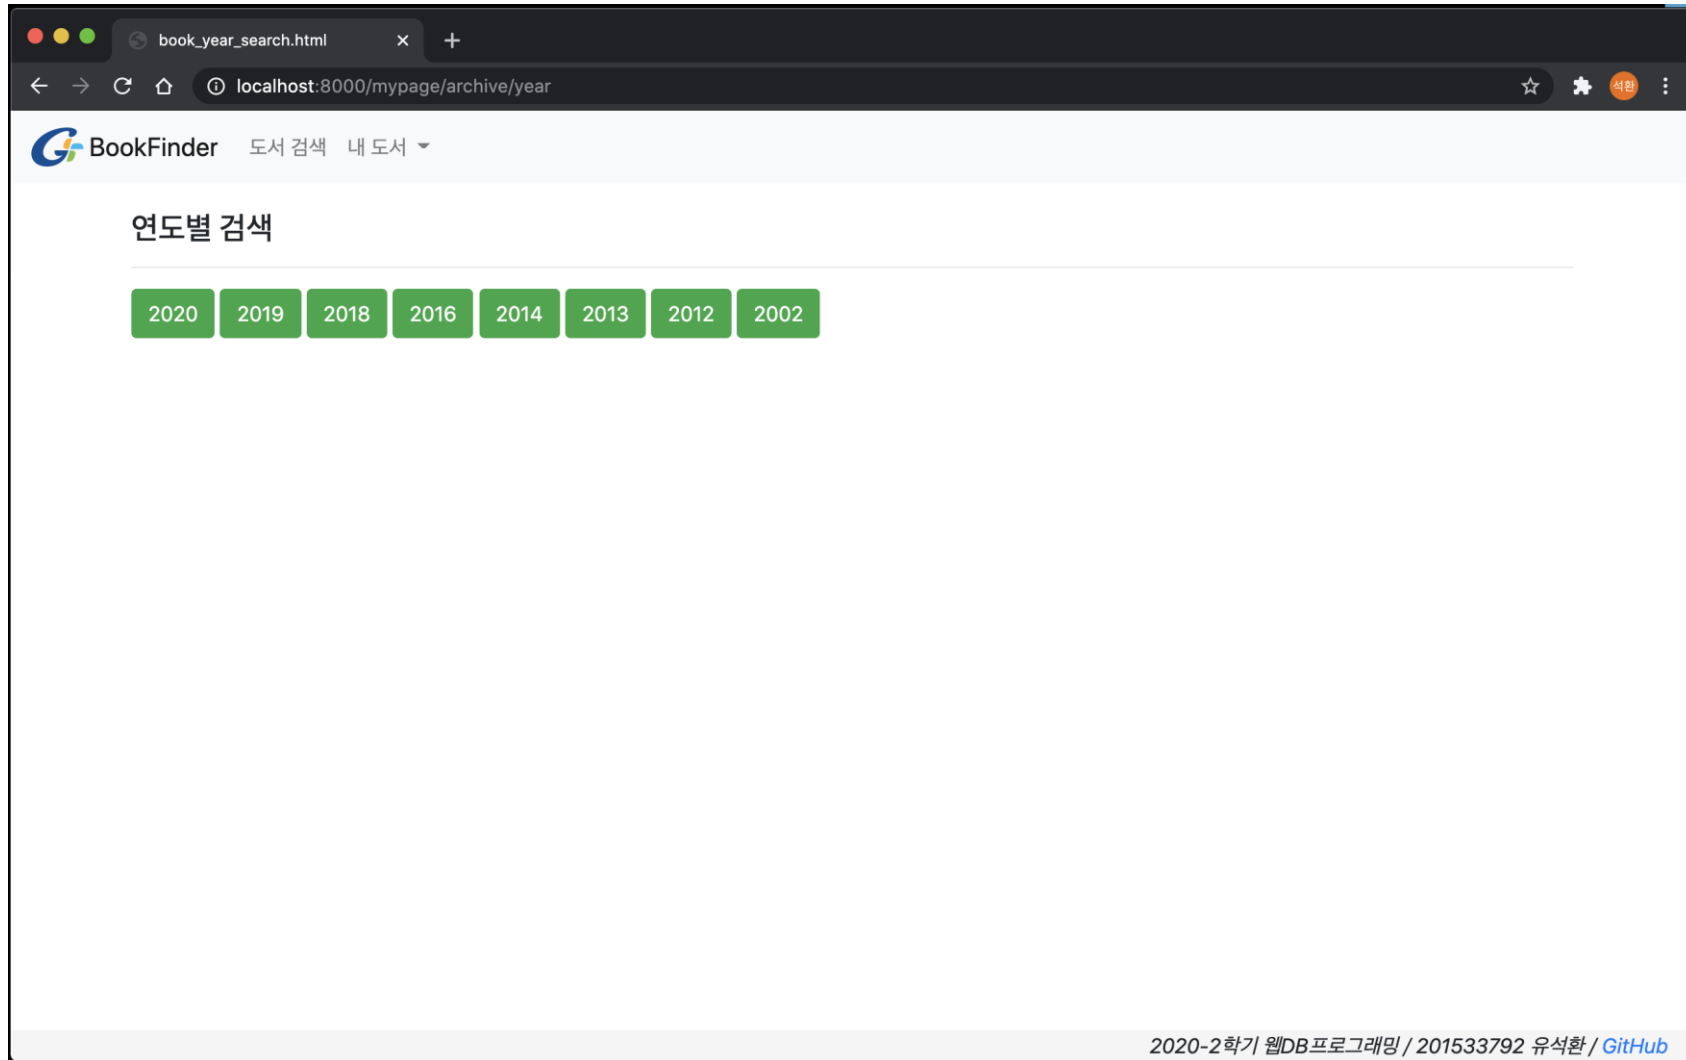 book_year_search.html
localhost:8000/mypage/archive/year
석환
BookFinder 도서 검색 내 도서
연도별 검색
2020 2019 2018 2016 2014 2013 2012 2002
2020-2학기 웹DB프로그래밍 / 201533792 유석환 / GitHub